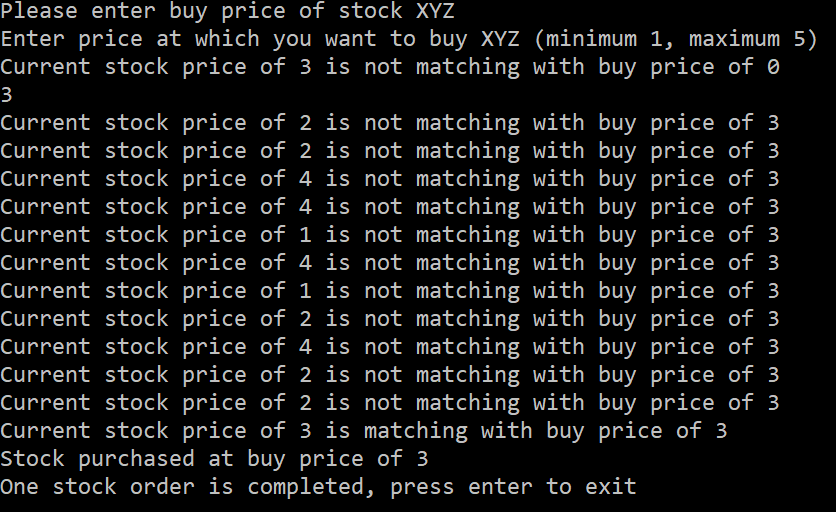 Please enter buy price of stock XYZ
Enter price at which you want to buy XYZ (minimum 1, maximum 5)
Current stock price of 3 is not matching with buy price of 0
3
Current stock price of 2 is not matching with buy price of 3
Current stock price of 2 is not matching with buy price of 3
Current stock price of 4 is not matching with buy price of 3
Current stock price of 4 is not matching with buy price of 3
Current stock price of 1 is not matching with buy price of 3
Current stock price of 4 is not matching with buy price of 3
Current stock price of 1 is not matching with buy price of 3
Current stock price of 2 is not matching with buy price of 3
Current stock price of 4 is not matching with buy price of 3
Current stock price of 2 is not matching with buy price of 3
Current stock price of 2 is not matching with buy price of 3
Current stock price of 3 is matching with buy price of 3
Stock purchased at buy price of 3
One stock order is completed, press enter to exit